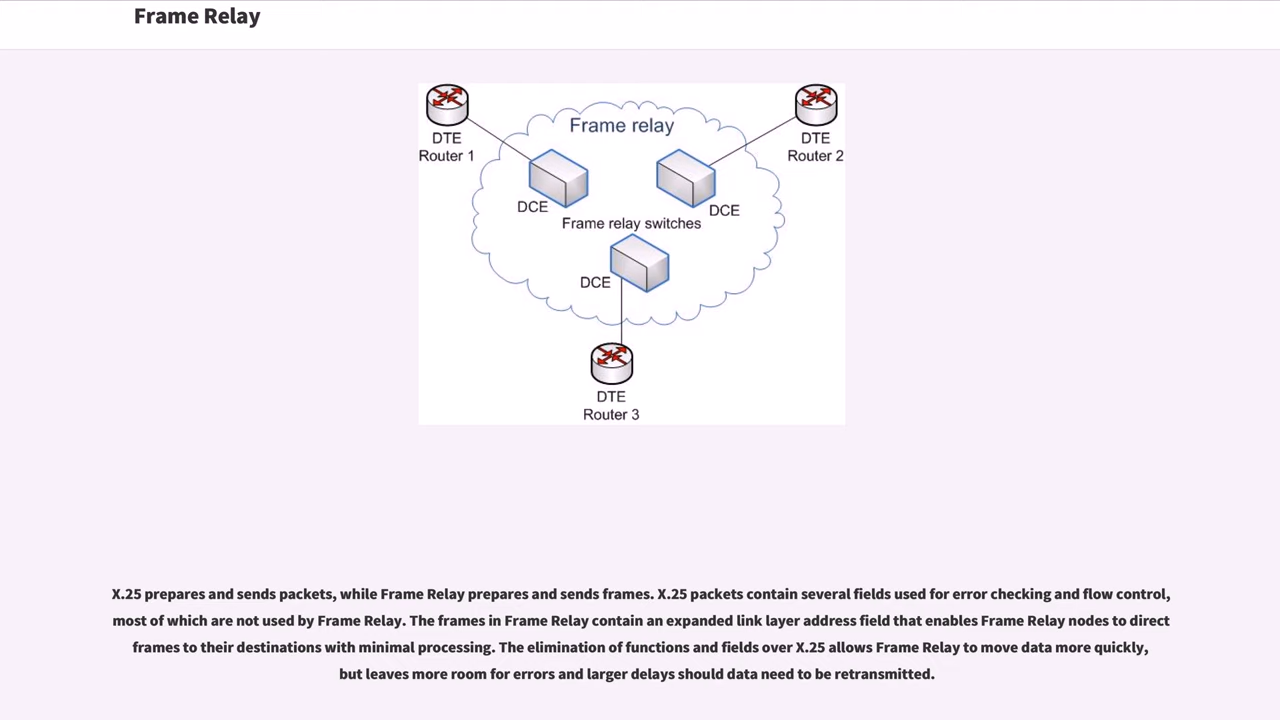 Frame Relay
Frame relay
DTE
Router 1
DTE
Router 2
DCE
DCE
Frame relay switches
DCE
DTE
Router 3
X.25 prepares and sends packets, while Frame Relay prepares and sends frames. X.25 packets contain several fields used for error checking and flow control,
most of which are not used by Frame Relay. The frames in Frame Relay contain an expanded link layer address field that enables Frame Relay nodes to direct
frames to their destinations with minimal processing. The elimination of functions and fields over X.25 allows Frame Relay to move data more quickly,
but leaves more room for errors and larger delays should data need to be retransmitted.